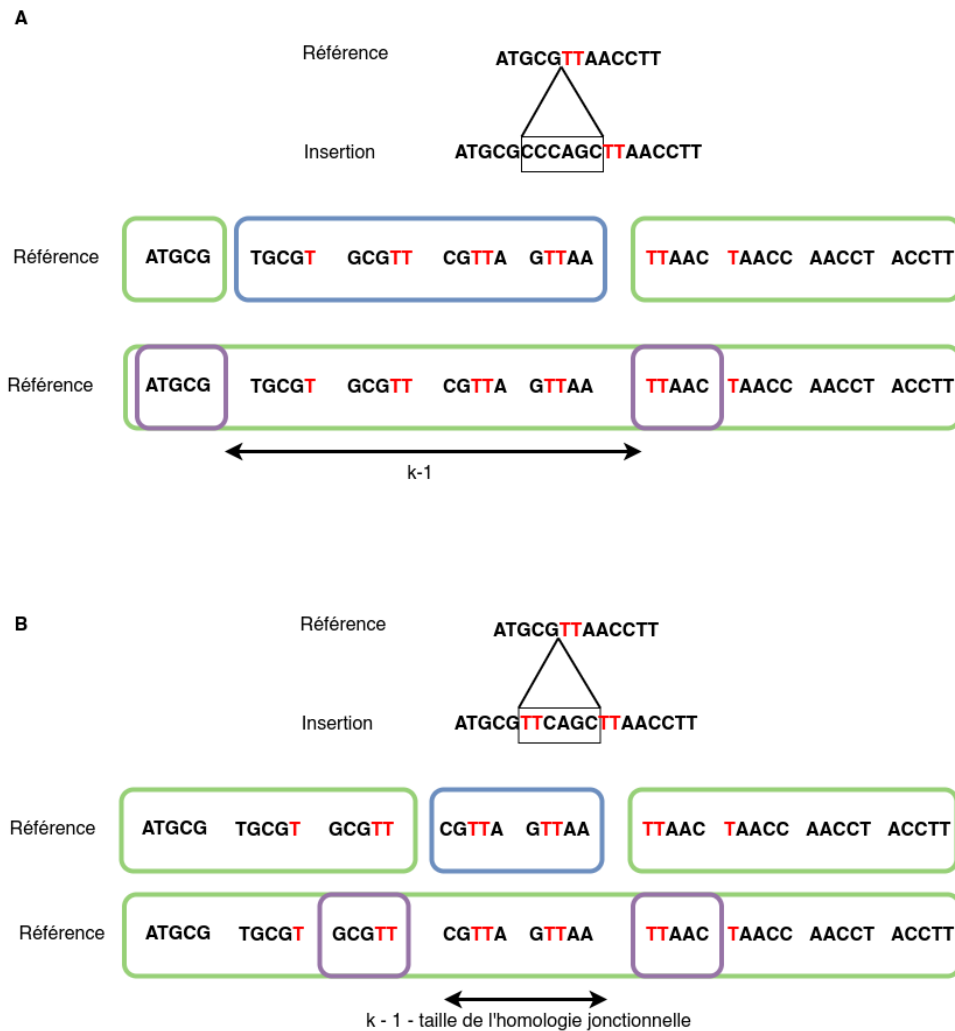 A
Référence ATGCGTTAACCTT
Insertion ATGCGCCCAGCTTAACCTT
Référence ATGCG TGCGT GCGTT CGTTA GTTAA TTAAC TAACC AACCT ACCTT
Référence ATGCG TGCGT GCGTT CGTTA GTTAA TTAAC TAACC AACCT ACCTT
k-1
B
Référence ATGCGTTAACCTT
Insertion ATGCGTTCAGCTTAACCTT
Référence ATGCG TGCGT GCGTT CGTTA GTTAA TTAAC TAACC AACCT ACCTT
Référence ATGCG TGCGT GCGTT CGTTA GTTAA TTAAC TAACC AACCT ACCTT
k - 1 - taille de l'homologie jonctionnelle